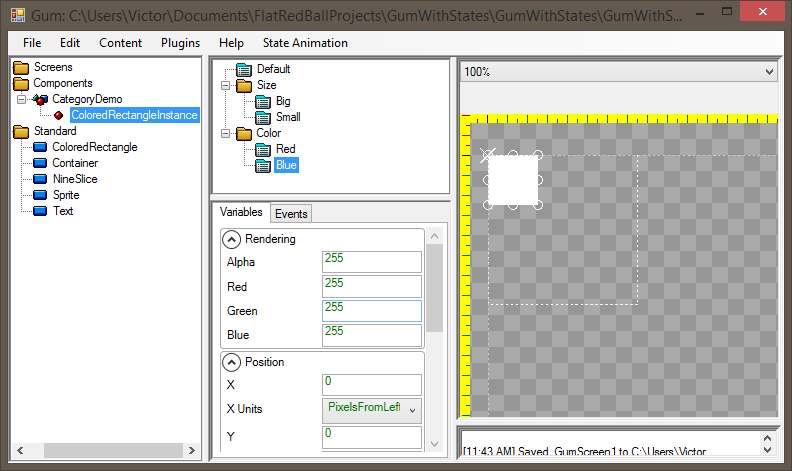 Gum: C:\Users\Victor\Documents\FlatRedBallProjects\GumWithStates\GumWithStates\GumWithS...
File Edit Content Plugins Help State Animation
Screens
Components
CategoryDemo
ColoredRectangleInstance
Standard
ColoredRectangle
Container
NineSlice
Sprite
Text
Default
Size
Big
Small
Color
Red
Blue
Variables Events
Rendering
Alpha 255
Red 255
Green 255
Blue 255
Position
X 0
X Units PixelsFromLeft
Y 0
100%
[11:43 AM] Saved GumScreen1 to C:\Users\Victor